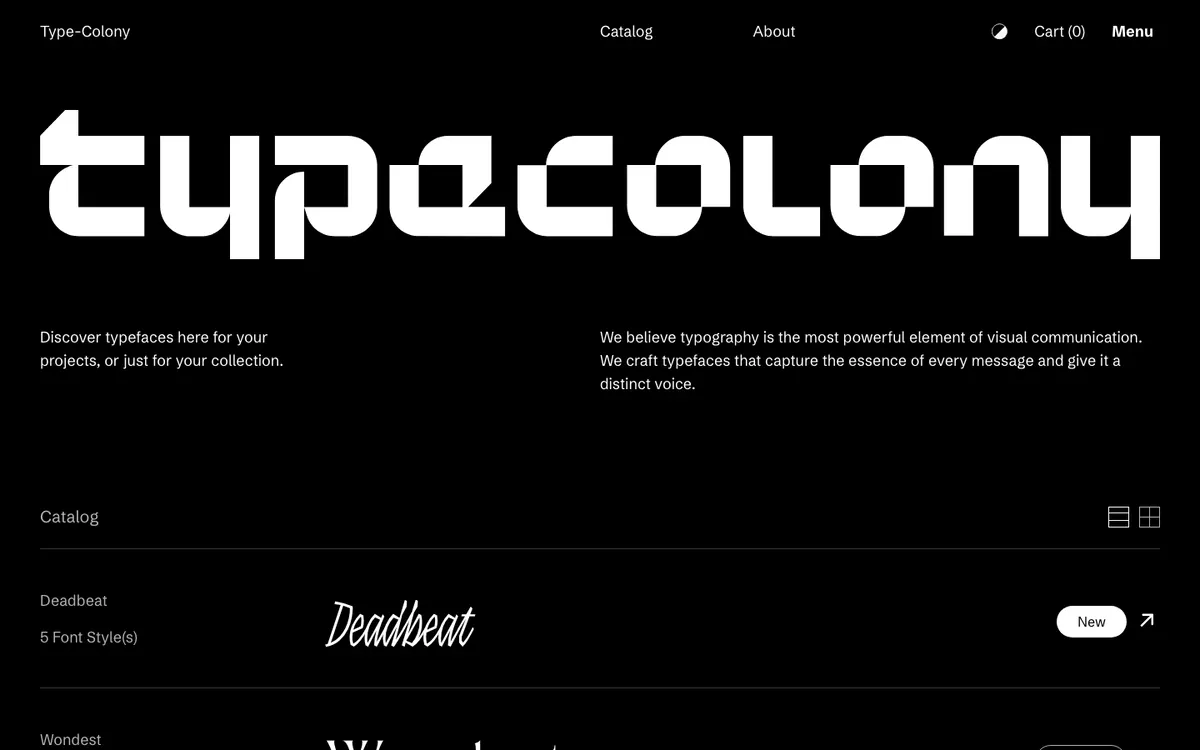 Type-Colony
Catalog
About
Cart (0)
Menu
typecolony
Discover typefaces here for your
projects, or just for your collection.
We believe typography is the most powerful element of visual communication.
We craft typefaces that capture the essence of every message and give it a
distinct voice.
Catalog
Deadbeat
5 Font Style(s)
Deadbeat
New
Wondest